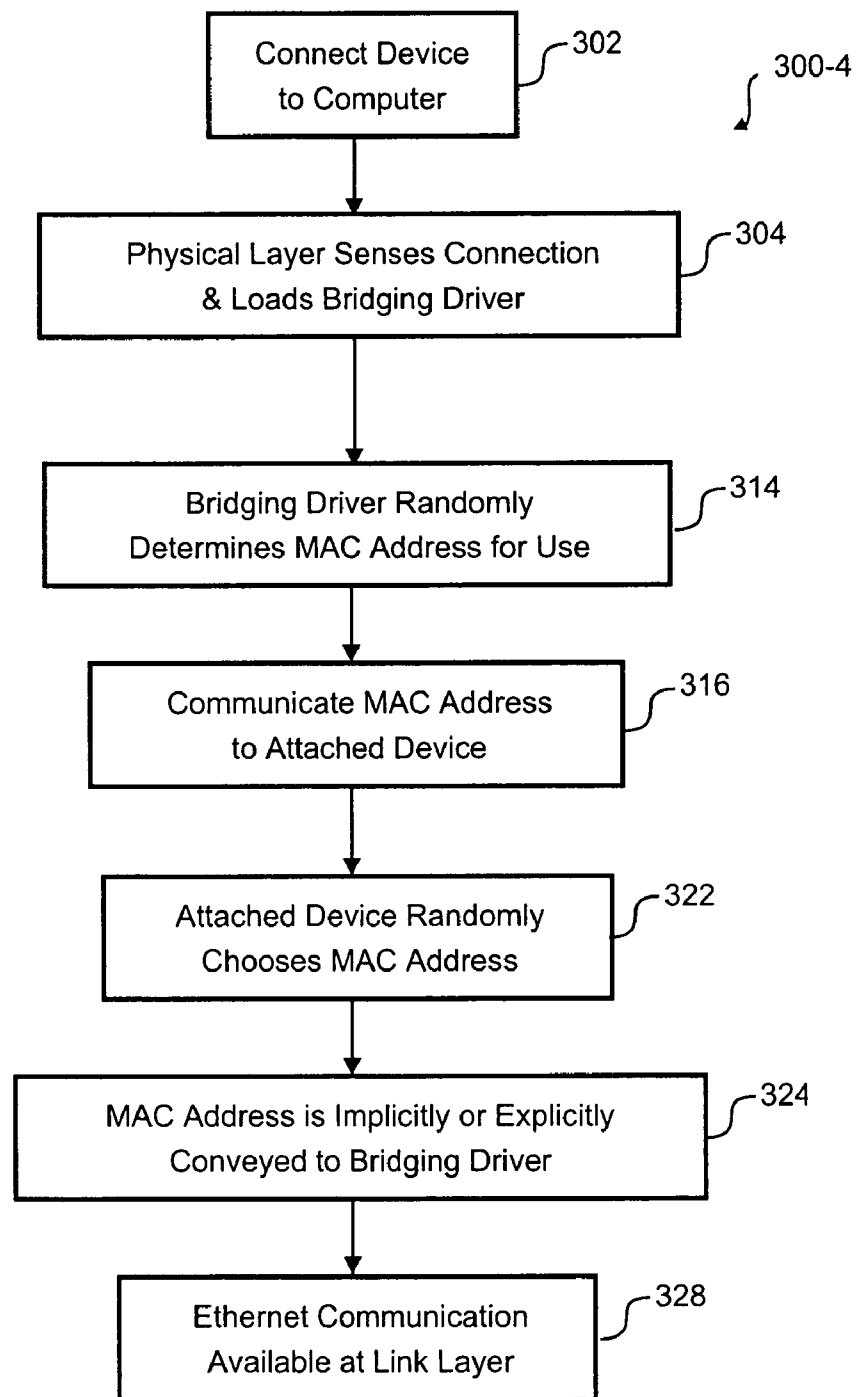 Connect Device
to Computer
302
300-4
Physical Layer Senses Connection
& Loads Bridging Driver
304
Bridging Driver Randomly
Determines MAC Address for Use
314
Communicate MAC Address
to Attached Device
316
Attached Device Randomly
Chooses MAC Address
322
MAC Address is Implicitly or Explicitly
Conveyed to Bridging Driver
324
Ethernet Communication
Available at Link Layer
328